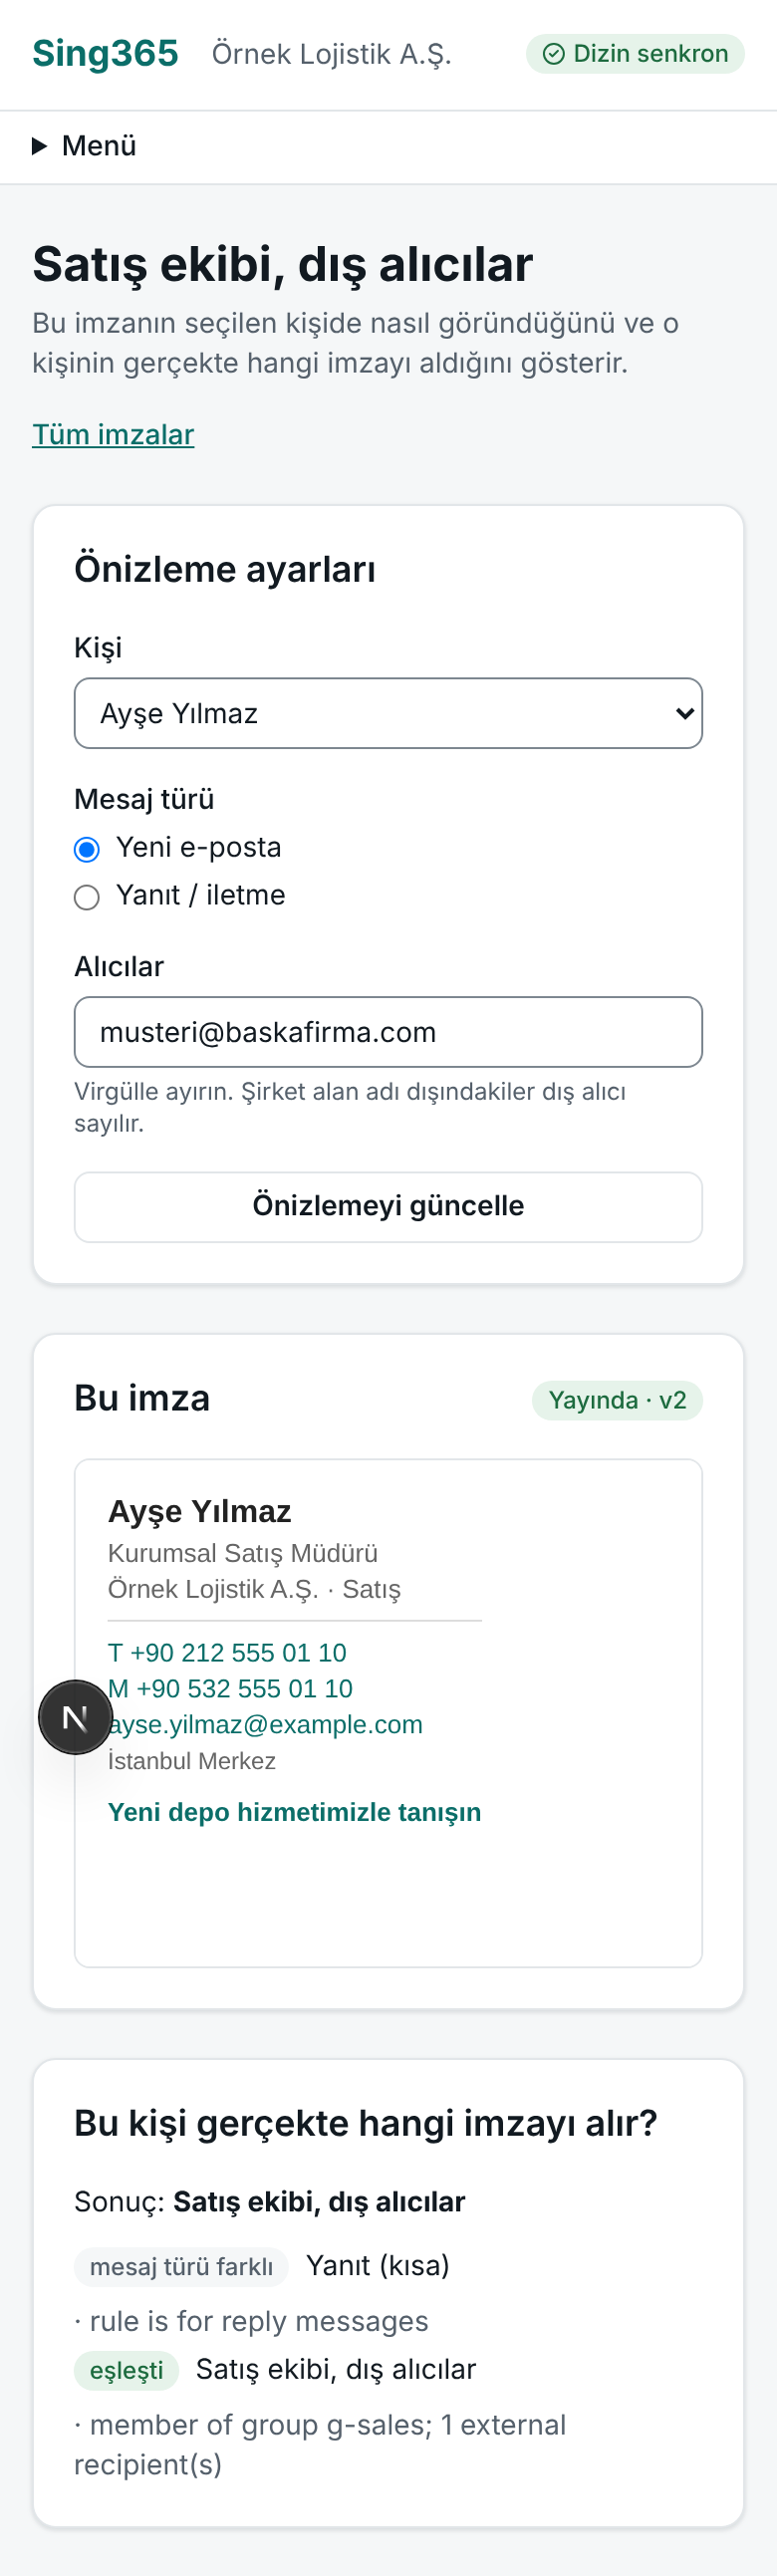 Sing365 Örnek Lojistik A.Ş. Dizin senkron
Menü
Satış ekibi, dış alıcılar
Bu imzanın seçilen kişide nasıl göründüğünü ve o
kişinin gerçekte hangi imzayı aldığını gösterir.
Tüm imzalar
Önizleme ayarları
Kişi
Ayşe Yılmaz
Mesaj türü
Yeni e-posta
Yanıt / iletme
Alıcılar
musteri@baskafirma.com
Virgülle ayırın. Şirket alan adı dışındakiler dış alıcı
sayılır.
Önizlemeyi güncelle
Bu imza Yayında · v2
Ayşe Yılmaz
Kurumsal Satış Müdürü
Örnek Lojistik A.Ş. · Satış
T +90 212 555 01 10
M +90 532 555 01 10
N ayse.yilmaz@example.com
İstanbul Merkez
Yeni depo hizmetimizle tanışın
Bu kişi gerçekte hangi imzayı alır?
Sonuç: Satış ekibi, dış alıcılar
mesaj türü farklı Yanıt (kısa)
· rule is for reply messages
eşleşti Satış ekibi, dış alıcılar
· member of group g-sales; 1 external
recipient(s)